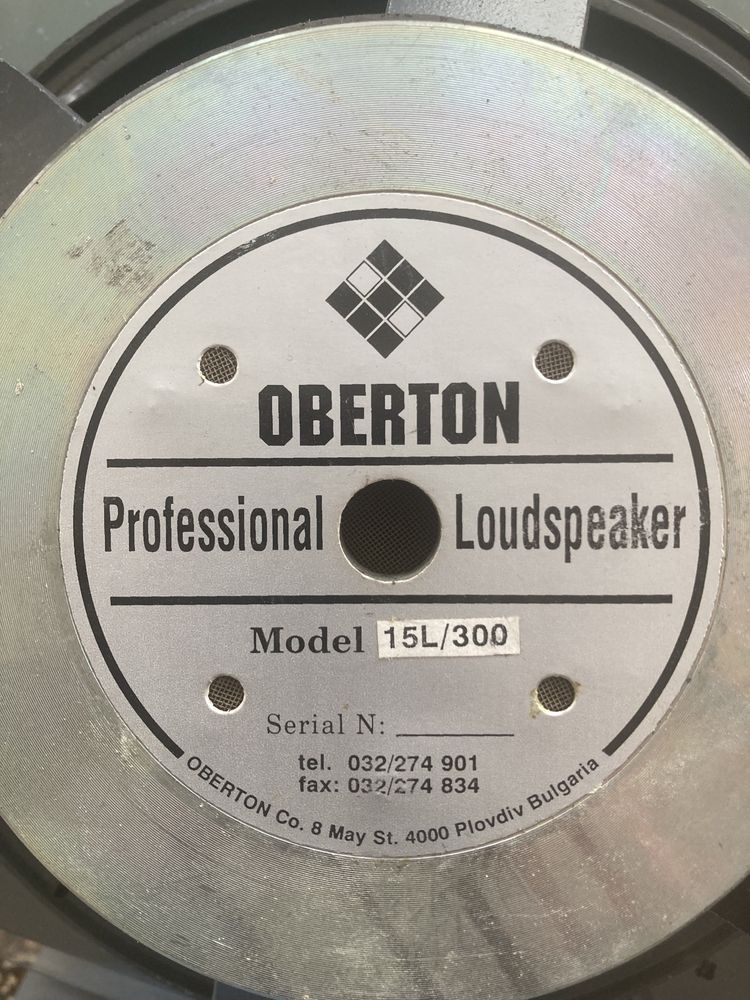 OBERTON
Professional Loudspeaker
Model 15L/300
Serial N:
tel. 032/274 901
fax: 032/274 834
OBERTON Co. 8 May St. 4000 Plovdiv Bulgaria